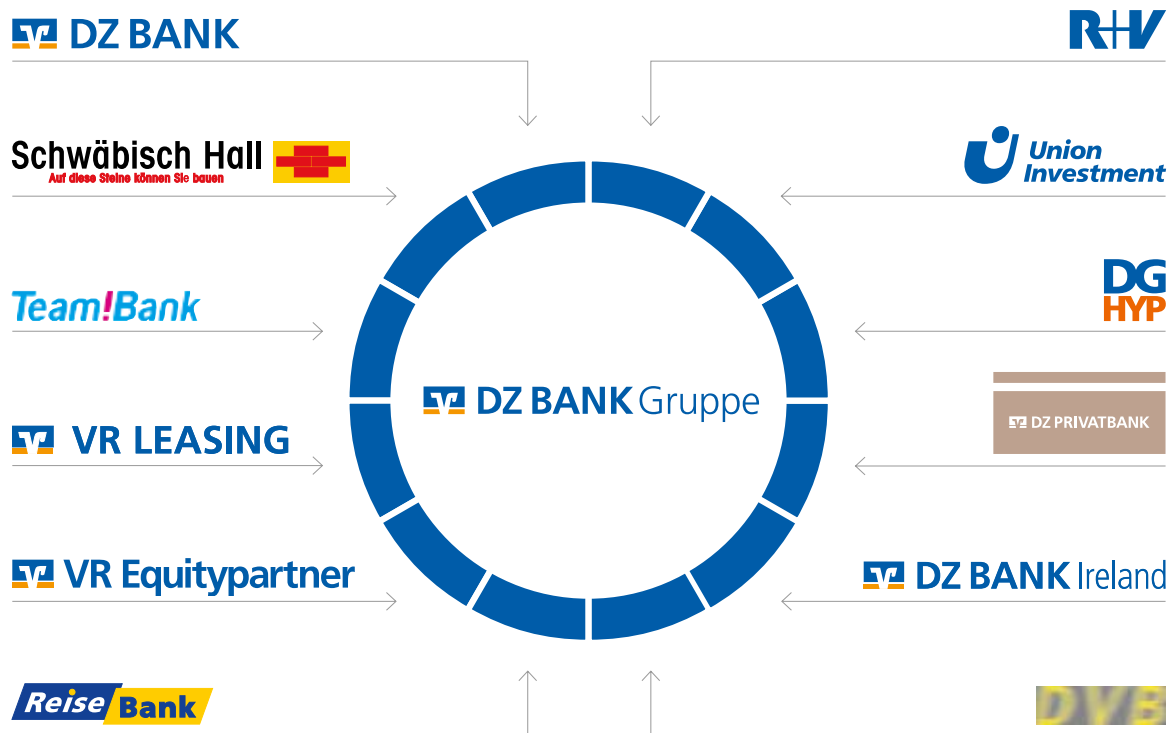 DZ BANK
R+V
Schwäbisch Hall
Auf diese Steine können Sie bauen
Union
Investment
Team!Bank
DG
HYP
DZ BANK Gruppe
DZ PRIVATBANK
VR LEASING
VR Equitypartner
DZ BANK Ireland
Reise Bank
DVB